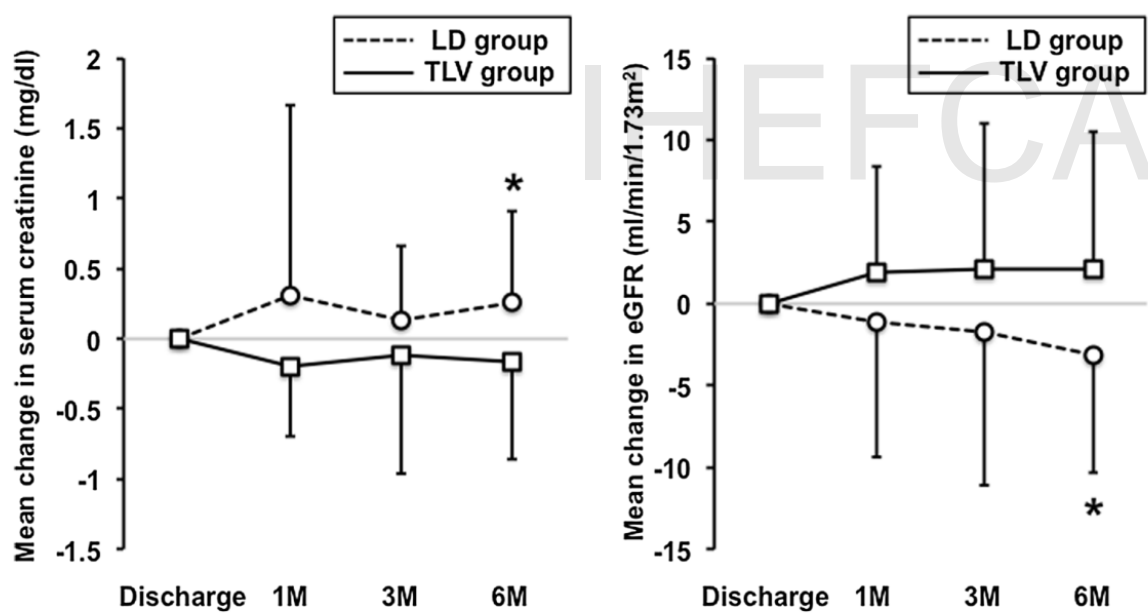 LD group
TLV group
Mean change in serum creatinine (mg/dl)
2
1.5
1
0.5
0
-0.5
-1
-1.5
*
Discharge 1M 3M 6M
LD group
TLV group
IHEFCA
Mean change in eGFR (ml/min/1.73m²)
15
10
5
0
-5
-10
-15
*
Discharge 1M 3M 6M